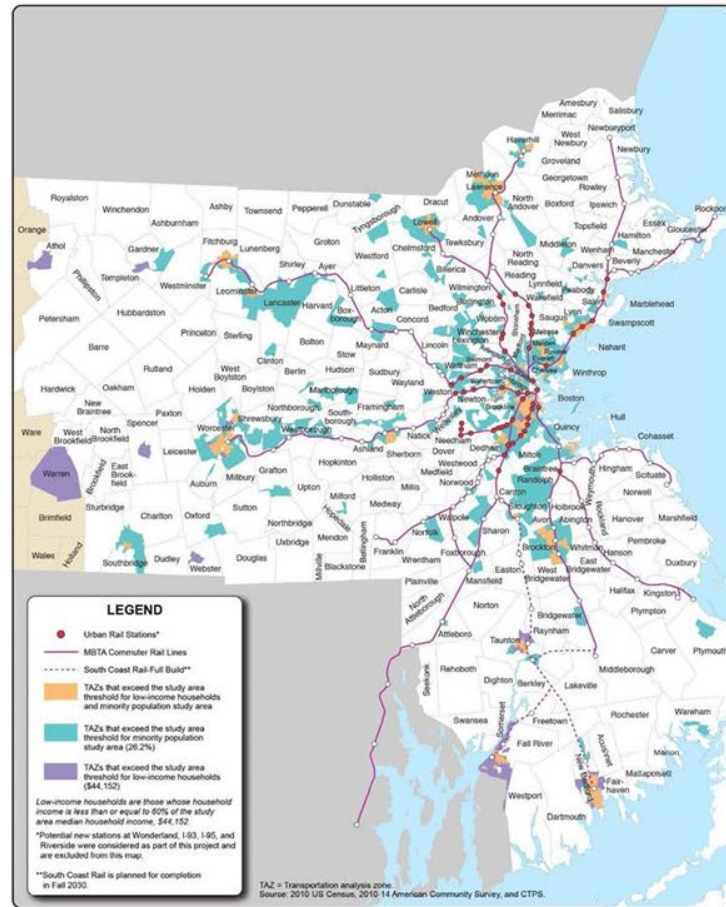 Amesbury
Salisbury
Merrimac
Newburyport
Haverhill
West
Newbury
Newbury
Methuen
Groveland
Georgetown
Rowley
Lawrence
Royalston
Ashby
Dunstable
Dracut
North
Andover
Boxford
Ipswich
Rockport
Winchendon
Townsend
Pepperell
Tyngsborough
Lowell
Andover
Topsfield
Essex
Gloucester
Orange
Ashburnham
Tewksbury
Hamilton
Athol
Gardner
Fitchburg
Lunenberg
Groton
Chelmsford
North
Reading
Middleton
Wenham
Manchester
Westford
Billerica
Reading
Danvers
Beverly
Phillipston
Templeton
Westminster
Shirley
Ayer
Wilmington
Lynnfield
Peabody
Leominster
Littleton
Carlisle
Burlington
Wakefield
Salem
Marblehead
Hubbardston
Lancaster
Harvard
Box-
borough
Acton
Bedford
Woburn
Stoneham
Saugus
Lynn
Swampscott
Petersham
Princeton
Sterling
Concord
Winchester
Melrose
Lexington
Malden
Nahant
Barre
Bolton
Maynard
Lincoln
Revere
Everett
Stow
Belmont
Chelsea
Winthrop
Clinton
Berlin
Hudson
Sudbury
Waltham
Watertown
Rutland
West
Boylston
Wayland
Weston
Hardwick
Oakham
Holden
Boylston
Marlborough
Newton
Brookline
Boston
New
Braintree
Paxton
Northborough
South-
borough
Framingham
Wellesley
Hull
Ware
West
Brookfield
North
Brookfield
Spencer
Worcester
Shrewsbury
Westborough
Natick
Needham
Dedham
Quincy
Cohasset
Leicester
Ashland
Sherborn
Dover
Milton
Warren
Brookfield
East
Brook-
field
Grafton
Hopkinton
Westwood
Braintree
Hingham
Scituate
Auburn
Millbury
Holliston
Medfield
Randolph
Weymouth
Upton
Millis
Norwood
Canton
Norwell
Sturbridge
Milford
Medway
Stoughton
Holbrook
Rockland
Brimfield
Charlton
Oxford
Sutton
Hopedale
Norfolk
Walpole
Avon
Abington
Hanover
Marshfield
Northbridge
Sharon
Mendon
Bellingham
Franklin
Brockton
Whitman
Pembroke
Wales
Holland
Southbridge
Dudley
Webster
Douglas
Uxbridge
Millville
Blackstone
Wrentham
Foxborough
Easton
West
Bridgewater
East
Bridgewater
Hanson
Duxbury
Plainville
Mansfield
Halifax
Kingston
North
Attleborough
Norton
Bridgewater
Plympton
Attleboro
Raynham
Taunton
Carver
Plymouth
Middleborough
Seekonk
Rehoboth
Dighton
Berkley
Lakeville
Somerset
Rochester
Wareham
Swansea
Freetown
Fall River
Acushnet
Marion
Mattapoisett
New Bedford
Fair-
haven
Westport
Dartmouth
LEGEND
Urban Rail Stations*
MBTA Commuter Rail Lines
South Coast Rail-Full Build**
TAZs that exceed the study area
threshold for low-income households
and minority population study area
TAZs that exceed the study area
threshold for minority population
study area (26.2%)
TAZs that exceed the study area
threshold for low-income households
($44,152)
Low-income households are those whose household
income is less than or equal to 60% of the study
area median household income, $44,152.
*Potential new stations at Wonderland, I-93, I-95, and
Riverside were considered as part of this project and
are excluded from this map.
**South Coast Rail is planned for completion
in Fall 2030.
TAZ = Transportation analysis zone.
Source: 2010 US Census, 2010-14 American Community Survey, and CTPS.